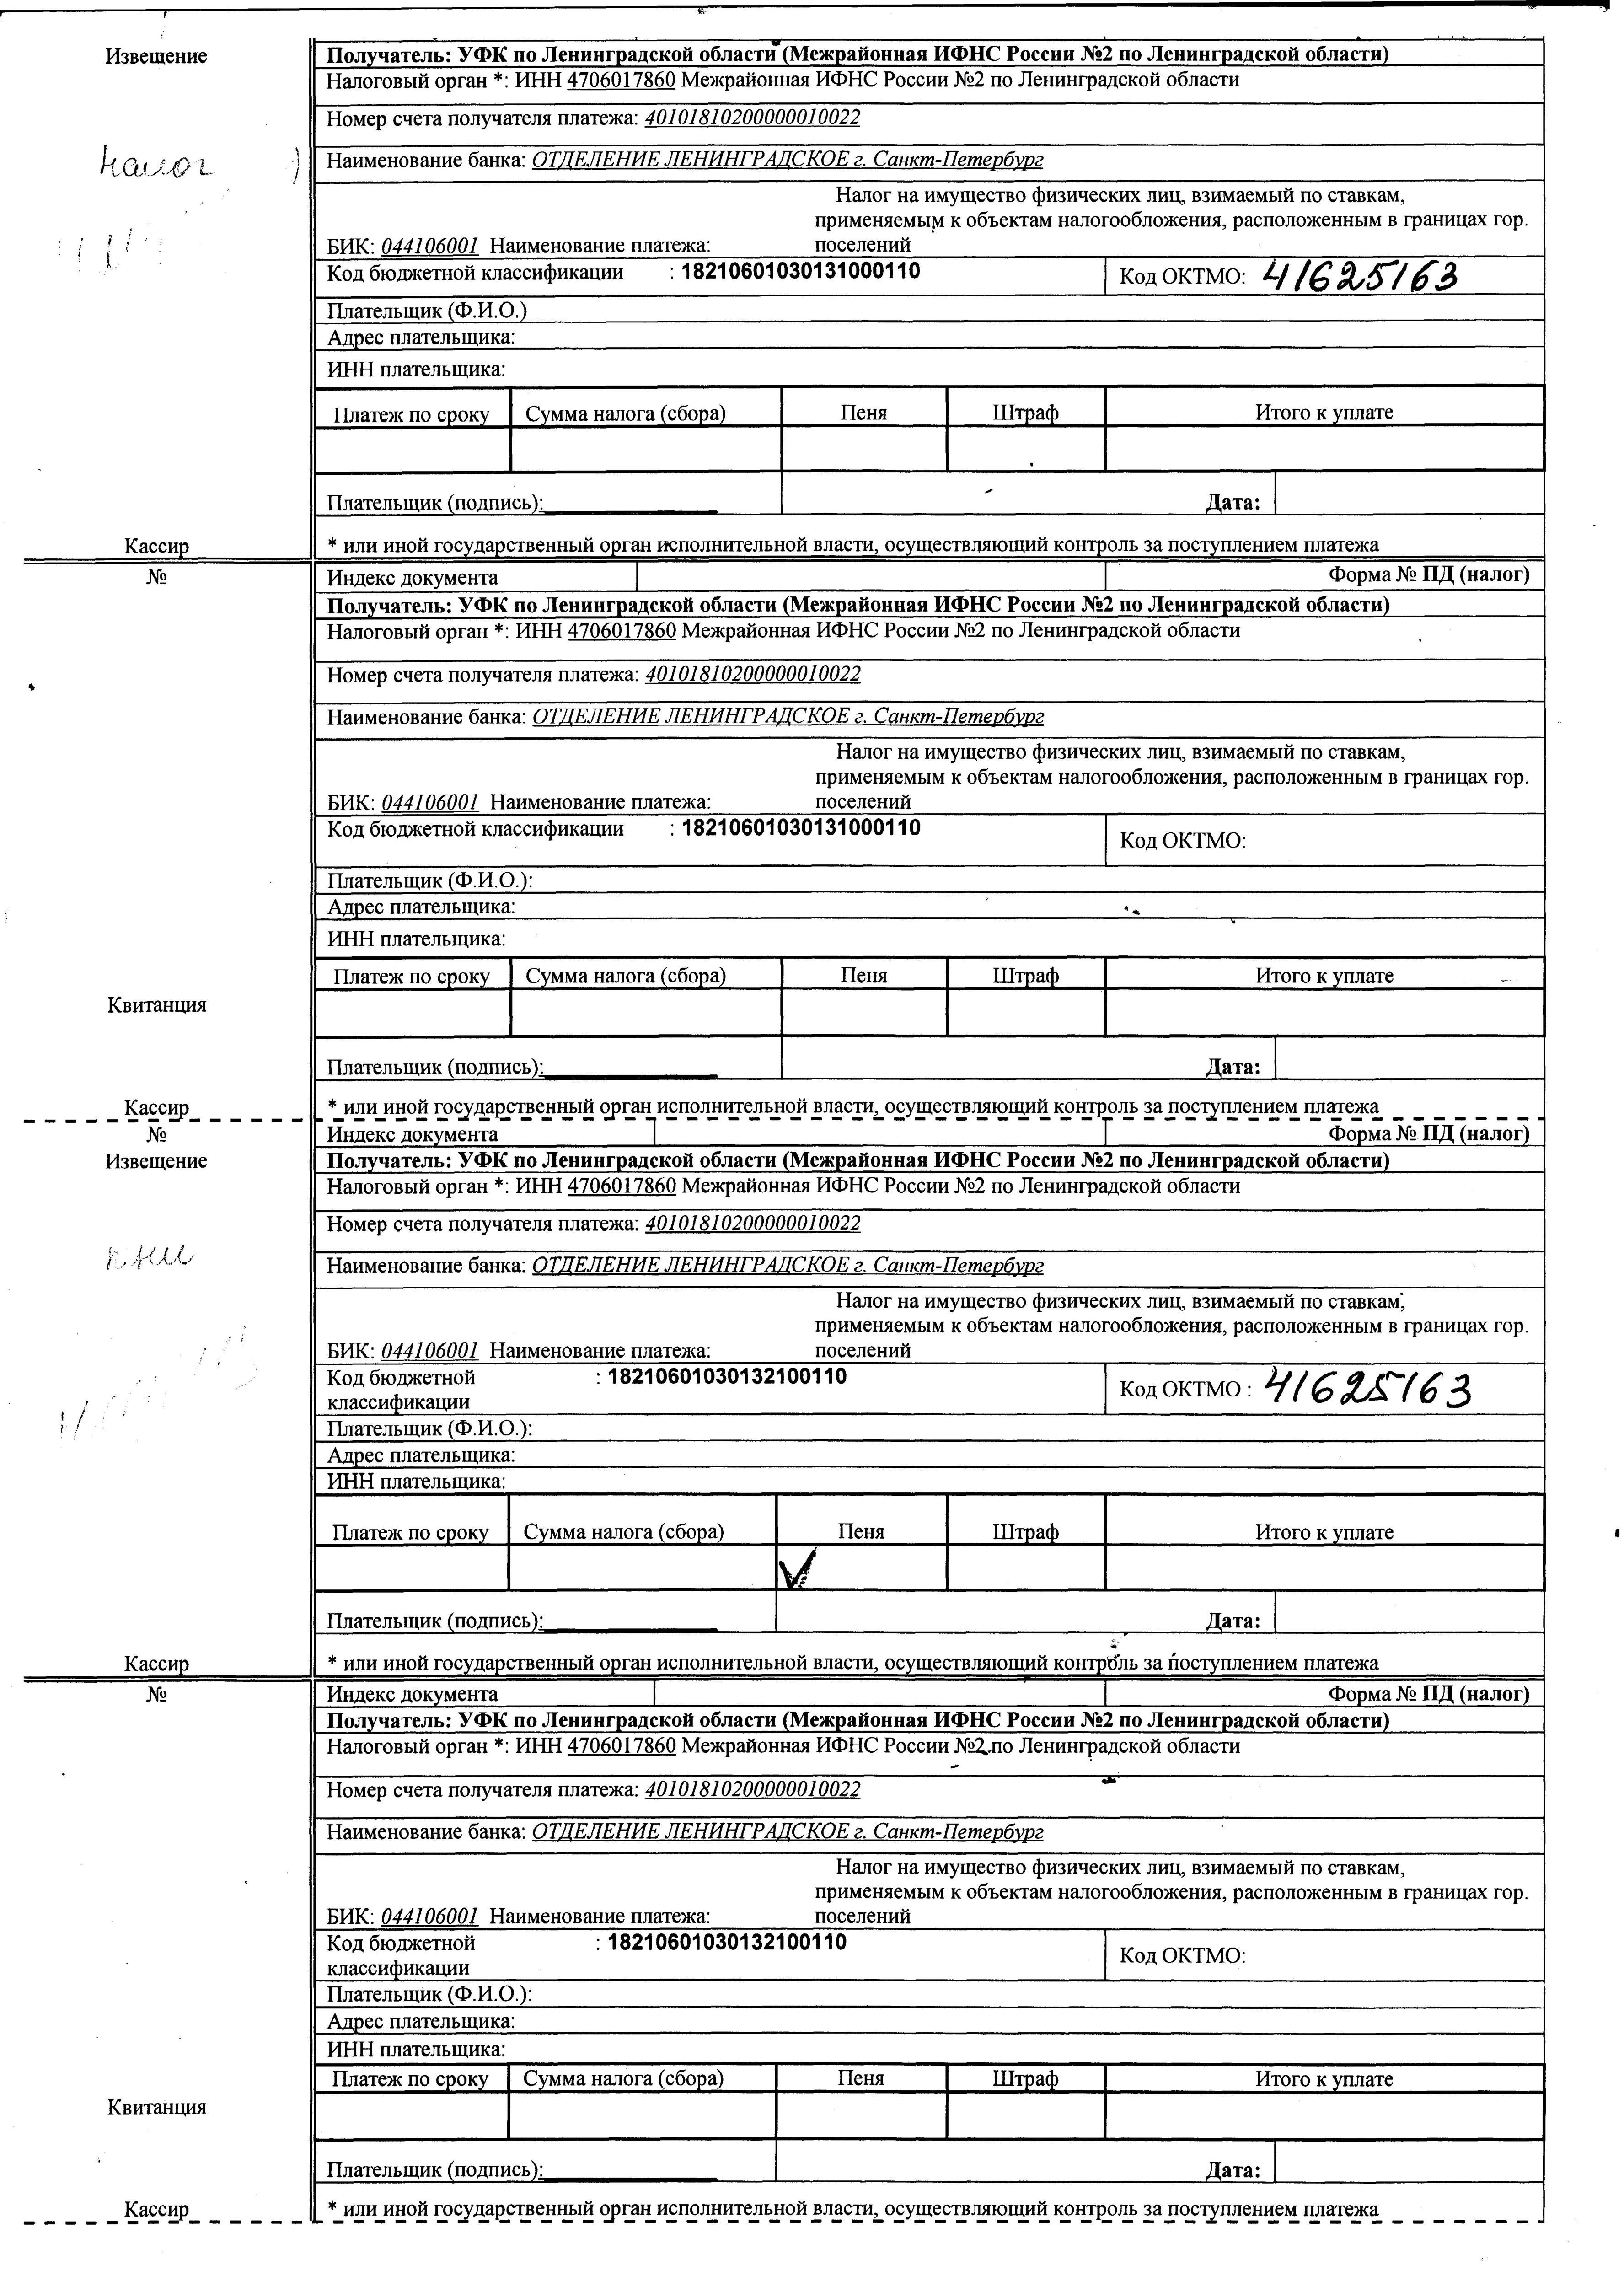 Извещение
Получатель: УФК по Ленинградской области (Межрайонная ИФНС России №2 по Ленинградской области)
Налоговый орган *: ИНН 4706017860 Межрайонная ИФНС России №2 по Ленинградской области
Номер счета получателя платежа: 40101810200000010022
налог
Наименование банка: ОТДЕЛЕНИЕ ЛЕНИНГРАДСКОЕ г. Санкт-Петербург
Налог на имущество физических лиц, взимаемый по ставкам,
применяемым к объектам налогообложения, расположенным в границах гор.
БИК: 044106001 Наименование платежа: поселений
Код бюджетной классификации : 18210601030131000110 Код ОКТМО: 41625163
Плательщик (Ф.И.О.)
Адрес плательщика:
ИНН плательщика:
Платеж по сроку Сумма налога (сбора) Пеня Штраф Итого к уплате
Плательщик (подпись): Дата:
Кассир * или иной государственный орган исполнительной власти, осуществляющий контроль за поступлением платежа
№ Индекс документа Форма № ПД (налог)
Получатель: УФК по Ленинградской области (Межрайонная ИФНС России №2 по Ленинградской области)
Налоговый орган *: ИНН 4706017860 Межрайонная ИФНС России №2 по Ленинградской области
Номер счета получателя платежа: 40101810200000010022
Наименование банка: ОТДЕЛЕНИЕ ЛЕНИНГРАДСКОЕ г. Санкт-Петербург
Налог на имущество физических лиц, взимаемый по ставкам,
применяемым к объектам налогообложения, расположенным в границах гор.
БИК: 044106001 Наименование платежа: поселений
Код бюджетной классификации : 18210601030131000110 Код ОКТМО:
Плательщик (Ф.И.О.):
Адрес плательщика:
ИНН плательщика:
Платеж по сроку Сумма налога (сбора) Пеня Штраф Итого к уплате
Квитанция
Плательщик (подпись): Дата:
Кассир * или иной государственный орган исполнительной власти, осуществляющий контроль за поступлением платежа
№ Индекс документа Форма № ПД (налог)
Извещение Получатель: УФК по Ленинградской области (Межрайонная ИФНС России №2 по Ленинградской области)
Налоговый орган *: ИНН 4706017860 Межрайонная ИФНС России №2 по Ленинградской области
Номер счета получателя платежа: 40101810200000010022
Наименование банка: ОТДЕЛЕНИЕ ЛЕНИНГРАДСКОЕ г. Санкт-Петербург
Налог на имущество физических лиц, взимаемый по ставкам,
применяемым к объектам налогообложения, расположенным в границах гор.
БИК: 044106001 Наименование платежа: поселений
Код бюджетной : 18210601030132100110 Код ОКТМО : 41625163
классификации
Плательщик (Ф.И.О.):
Адрес плательщика:
ИНН плательщика:
Платеж по сроку Сумма налога (сбора) Пеня Штраф Итого к уплате
Плательщик (подпись): Дата:
Кассир * или иной государственный орган исполнительной власти, осуществляющий контроль за поступлением платежа
№ Индекс документа Форма № ПД (налог)
Получатель: УФК по Ленинградской области (Межрайонная ИФНС России №2 по Ленинградской области)
Налоговый орган *: ИНН 4706017860 Межрайонная ИФНС России №2 по Ленинградской области
Номер счета получателя платежа: 40101810200000010022
Наименование банка: ОТДЕЛЕНИЕ ЛЕНИНГРАДСКОЕ г. Санкт-Петербург
Налог на имущество физических лиц, взимаемый по ставкам,
применяемым к объектам налогообложения, расположенным в границах гор.
БИК: 044106001 Наименование платежа: поселений
Код бюджетной : 18210601030132100110 Код ОКТМО:
классификации
Плательщик (Ф.И.О.):
Адрес плательщика:
ИНН плательщика:
Платеж по сроку Сумма налога (сбора) Пеня Штраф Итого к уплате
Квитанция
Плательщик (подпись): Дата:
Кассир * или иной государственный орган исполнительной власти, осуществляющий контроль за поступлением платежа